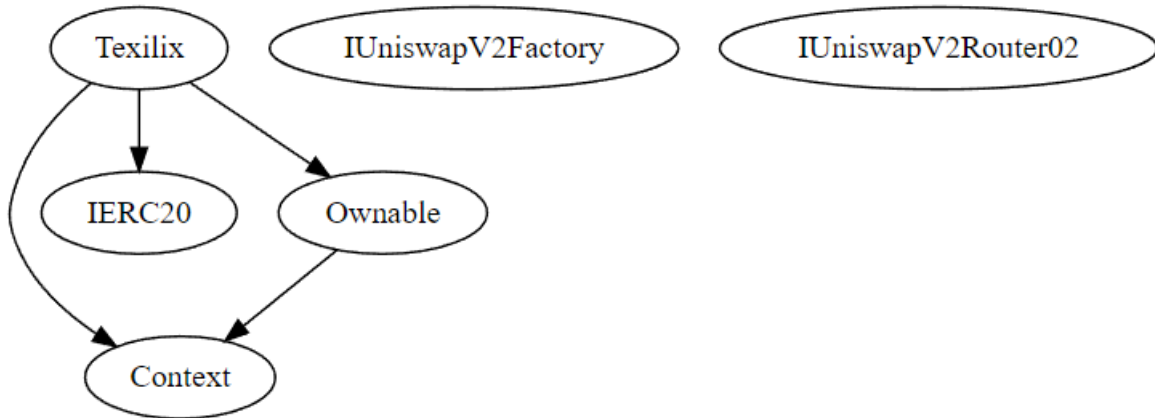 Texilix
IUniswapV2Factory
IUniswapV2Router02
IERC20
Ownable
Context